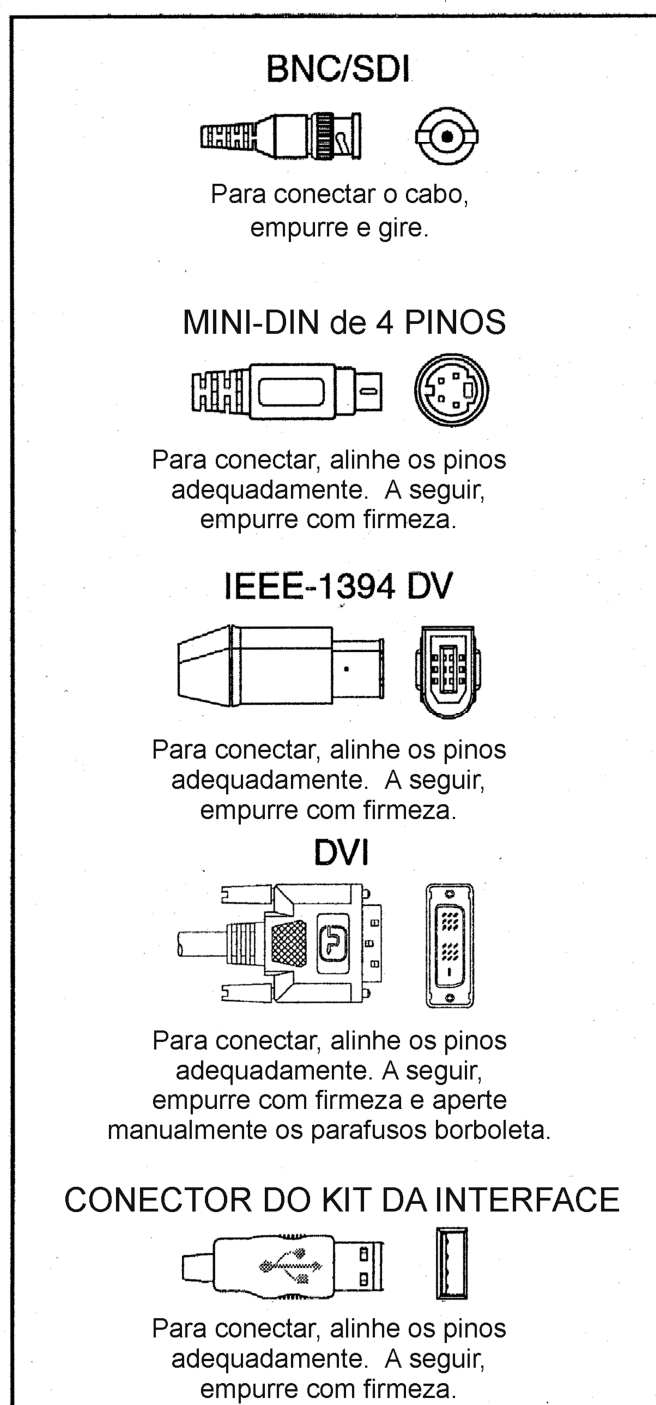 BNC/SDI
Para conectar o cabo,
empurre e gire.
MINI-DIN de 4 PINOS
Para conectar, alinhe os pinos
adequadamente. A seguir,
empurre com firmeza.
IEEE-1394 DV
Para conectar, alinhe os pinos
adequadamente. A seguir,
empurre com firmeza.
DVI
Para conectar, alinhe os pinos
adequadamente. A seguir,
empurre com firmeza e aperte
manualmente os parafusos borboleta.
CONECTOR DO KIT DA INTERFACE
Para conectar, alinhe os pinos
adequadamente. A seguir,
empurre com firmeza.